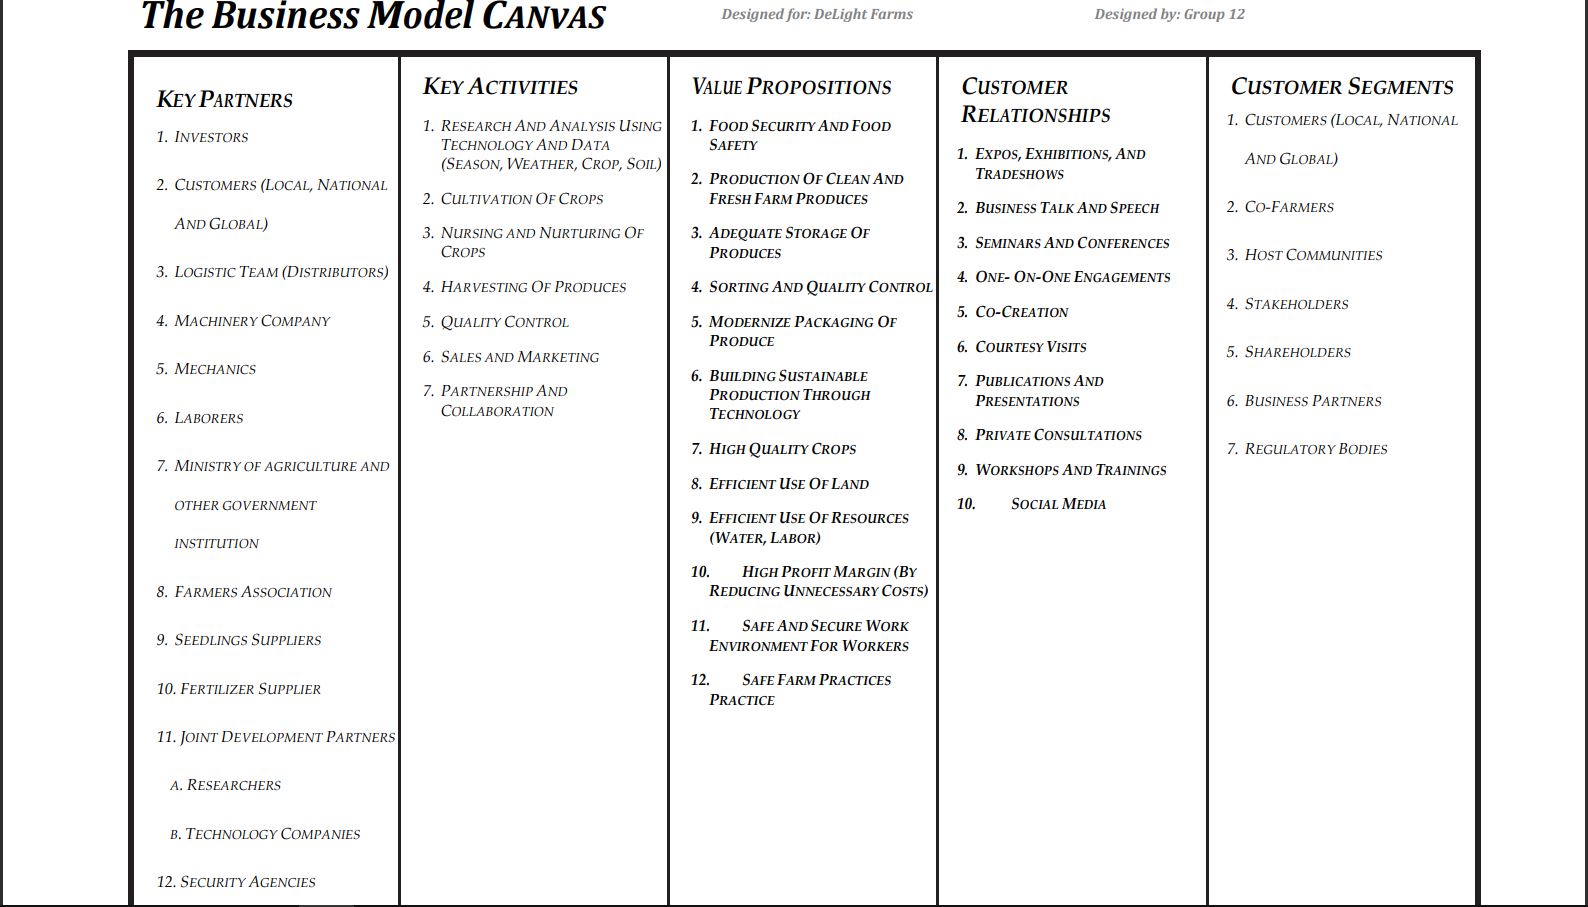 The Business Model CANVAS
Designed for: DeLight Farms
Designed by: Group 12
KEY PARTNERS
1. INVESTORS
2. CUSTOMERS (LOCAL, NATIONAL
AND GLOBAL)
3. LOGISTIC TEAM (DISTRIBUTORS)
4. MACHINERY COMPANY
5. MECHANICS
6. LABORERS
7. MINISTRY OF AGRICULTURE AND
OTHER GOVERNMENT
INSTITUTION
8. FARMERS ASSOCIATION
9. SEEDLINGS SUPPLIERS
10. FERTILIZER SUPPLIER
11. JOINT DEVELOPMENT PARTNERS
A. RESEARCHERS
B. TECHNOLOGY COMPANIES
12. SECURITY AGENCIES
KEY ACTIVITIES
1. RESEARCH AND ANALYSIS USING
TECHNOLOGY AND DATA
(SEASON, WEATHER, CROP, SOIL)
2. CULTIVATION OF CROPS
3. NURSING AND NURTURING OF
CROPS
4. HARVESTING OF PRODUCES
5. QUALITY CONTROL
6. SALES AND MARKETING
7. PARTNERSHIP AND
COLLABORATION
VALUE PROPOSITIONS
1. FOOD SECURITY AND FOOD
SAFETY
2. PRODUCTION OF CLEAN AND
FRESH FARM PRODUCES
3. ADEQUATE STORAGE OF
PRODUCES
4. SORTING AND QUALITY CONTROL
5. MODERNIZE PACKAGING OF
PRODUCE
6. BUILDING SUSTAINABLE
PRODUCTION THROUGH
TECHNOLOGY
7. HIGH QUALITY CROPS
8. EFFICIENT USE OF LAND
9. EFFICIENT USE OF RESOURCES
(WATER, LABOR)
10. HIGH PROFIT MARGIN (BY
REDUCING UNNECESSARY COSTS)
11. SAFE AND SECURE WORK
ENVIRONMENT FOR WORKERS
12. SAFE FARM PRACTICES
PRACTICE
CUSTOMER
RELATIONSHIPS
1. EXPOS, EXHIBITIONS, AND
TRADESHOWS
2. BUSINESS TALK AND SPEECH
3. SEMINARS AND CONFERENCES
4. ONE- ON-ONE ENGAGEMENTS
5. CO-CREATION
6. COURTESY VISITS
7. PUBLICATIONS AND
PRESENTATIONS
8. PRIVATE CONSULTATIONS
9. WORKSHOPS AND TRAININGS
10. SOCIAL MEDIA
CUSTOMER SEGMENTS
1. CUSTOMERS (LOCAL, NATIONAL
AND GLOBAL)
2. CO-FARMERS
3. HOST COMMUNITIES
4. STAKEHOLDERS
5. SHAREHOLDERS
6. BUSINESS PARTNERS
7. REGULATORY BODIES